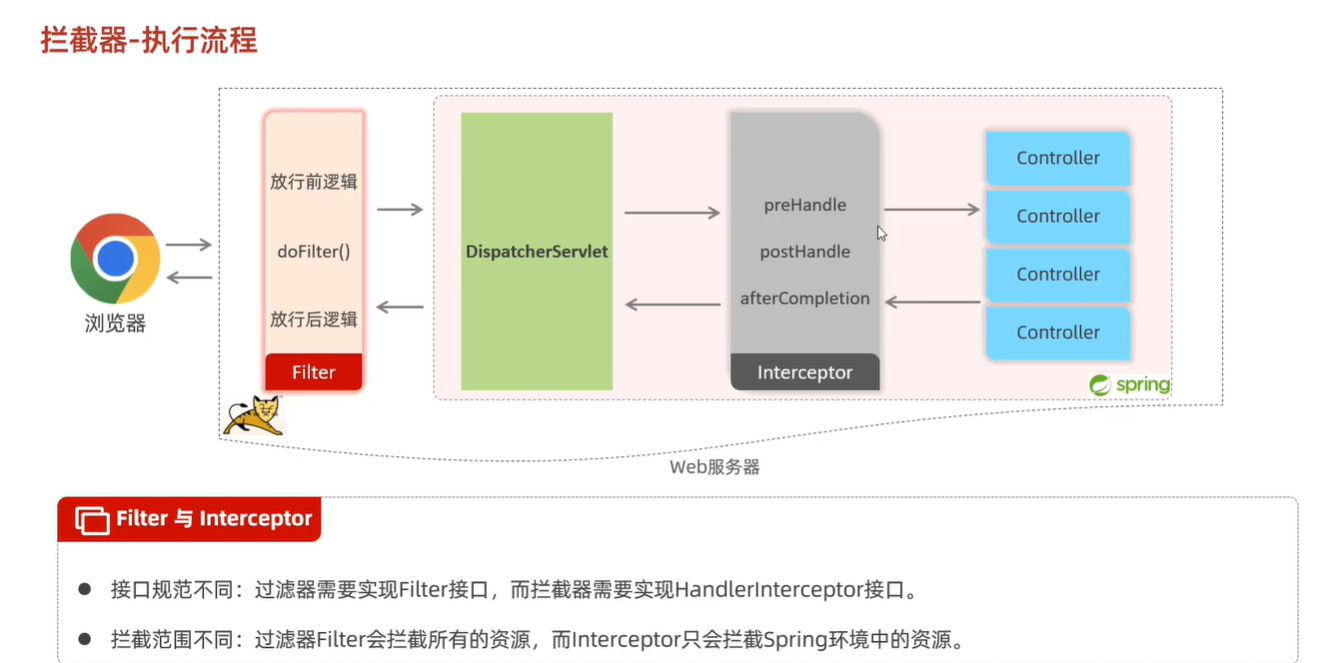 拦截器-执行流程
放行前逻辑
doFilter()
放行后逻辑
Filter
DispatcherServlet
preHandle
postHandle
afterCompletion
Interceptor
Controller
Controller
Controller
Controller
浏览器
spring
Web服务器
Filter 与 Interceptor
接口规范不同：过滤器需要实现Filter接口，而拦截器需要实现HandlerInterceptor接口。
拦截范围不同：过滤器Filter会拦截所有的资源，而Interceptor只会拦截Spring环境中的资源。